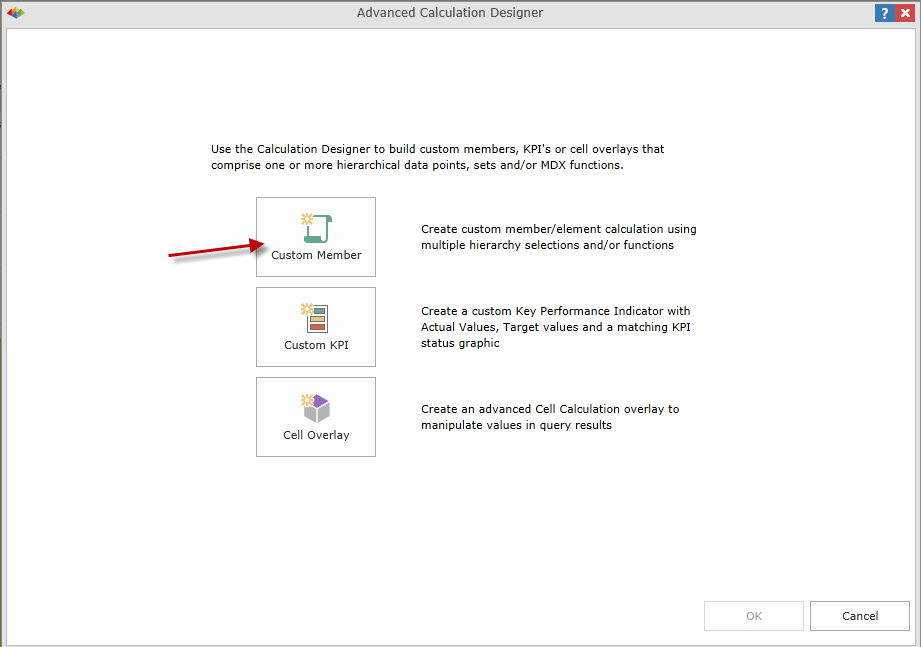 Advanced Calculation Designer
?
Use the Calculation Designer to build custom members, KPI's or cell overlays that
comprise one or more hierarchical data points, sets and/or MDX functions.
Custom Member
Create custom member/element calculation using
multiple hierarchy selections and/or functions
Custom KPI
Create a custom Key Performance Indicator with
Actual Values, Target values and a matching KPI
status graphic
Cell Overlay
Create an advanced Cell Calculation overlay to
manipulate values in query results
OK
Cancel